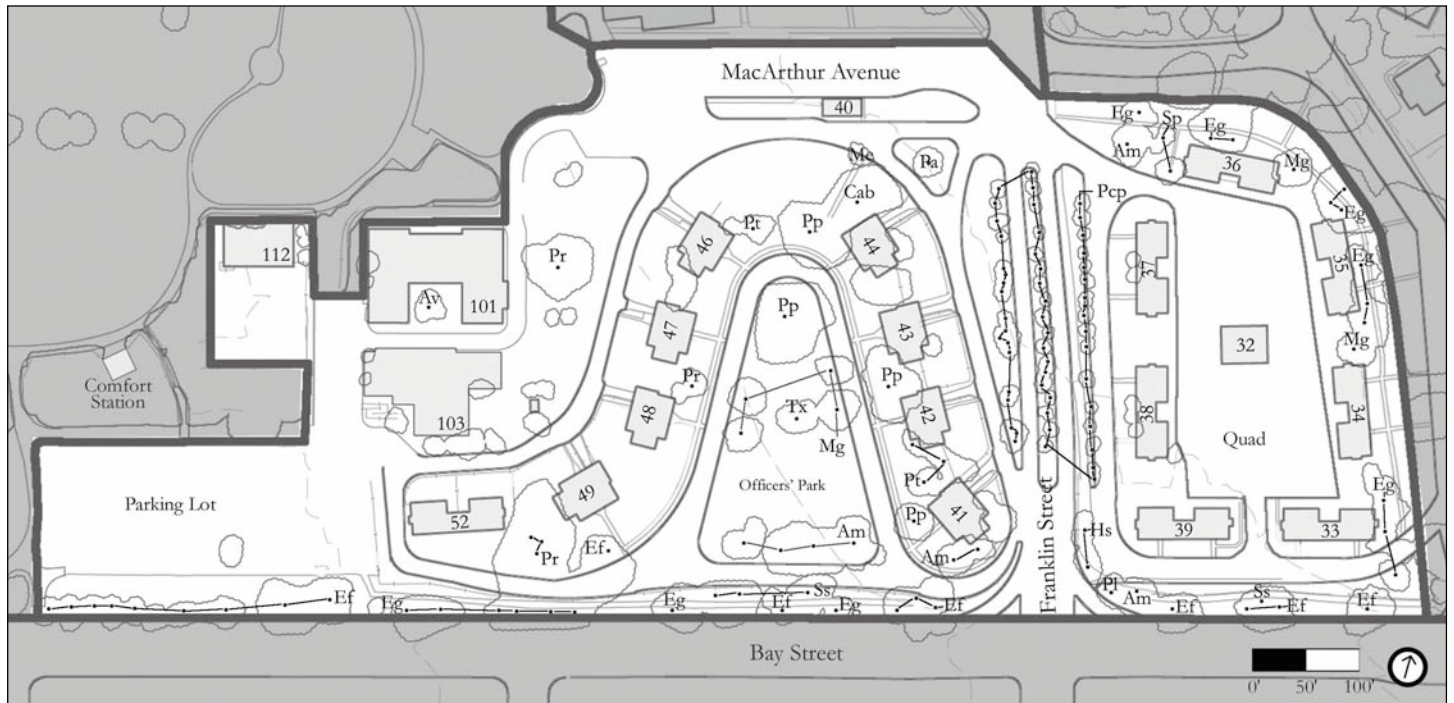 MacArthur Avenue
40
Eg
Sp
Eg
Am
36
Mg
Me
Pa
Cab
Pcp
Eg
Pt
Pp
46
44
37
35
Eg
112
Pr
Av
101
Pp
47
43
32
Mg
Comfort
Station
Pr
Pp
48
Tx
42
38
34
103
Mg
Quad
Parking Lot
Officers' Park
Pt
49
Eg
52
Pp
41
Hs
39
33
Am
Ef
Pr
Am
Franklin Street
Pl
Am
Ss
Ef
Eg
Eg
Ss
Ef
Eg
Ef
Ef
Ef
Ef
Bay Street
0' 50' 100'